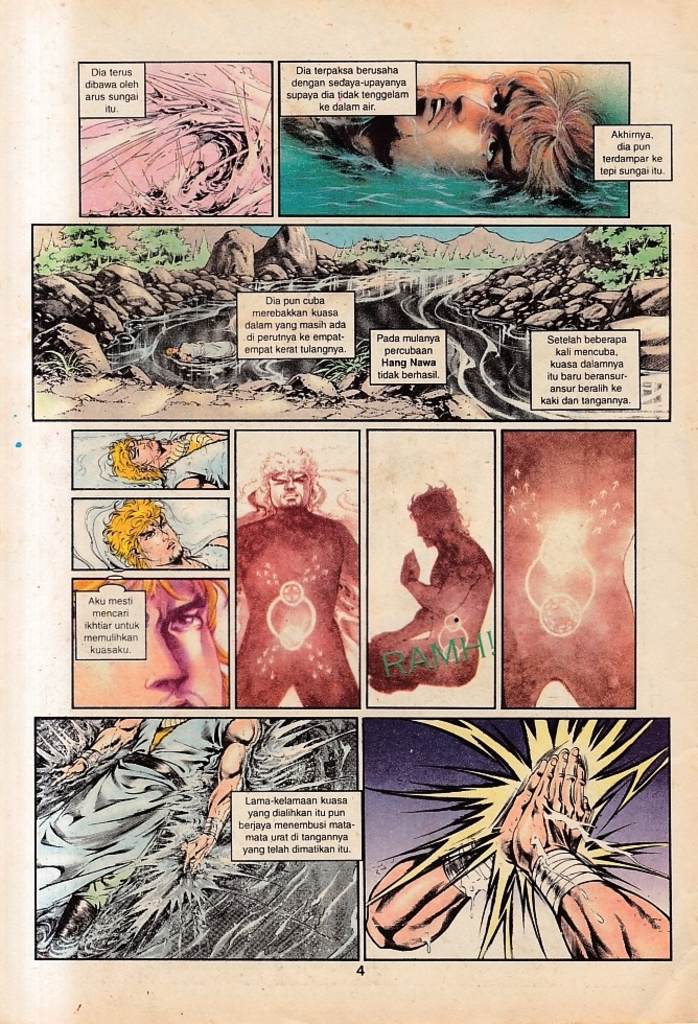 Dia terus
dibawa oleh
arus sungai
itu.
Dia terpaksa berusaha
dengan sedaya-upayanya
supaya dia tidak tenggelam
ke dalam air.
Akhirnya,
dia pun
terdampar ke
tepi sungai itu.
Dia pun cuba
merebakkan kuasa
dalam yang masih ada
di perutnya ke empat-
empat kerat tulangnya.
Pada mulanya
percubaan
Hang Nawa
tidak berhasil.
Setelah beberapa
kali mencuba,
kuasa dalamnya
itu baru beransur-
ansur beralih ke
kaki dan tangannya.
Aku mesti
mencari
ikhtiar untuk
memulihkan
kuasaku.
RAMH!
Lama-kelamaan kuasa
yang dialihkan itu pun
berjaya menembusi mata-
mata urat di tangannya
yang telah dimatikan itu.
4